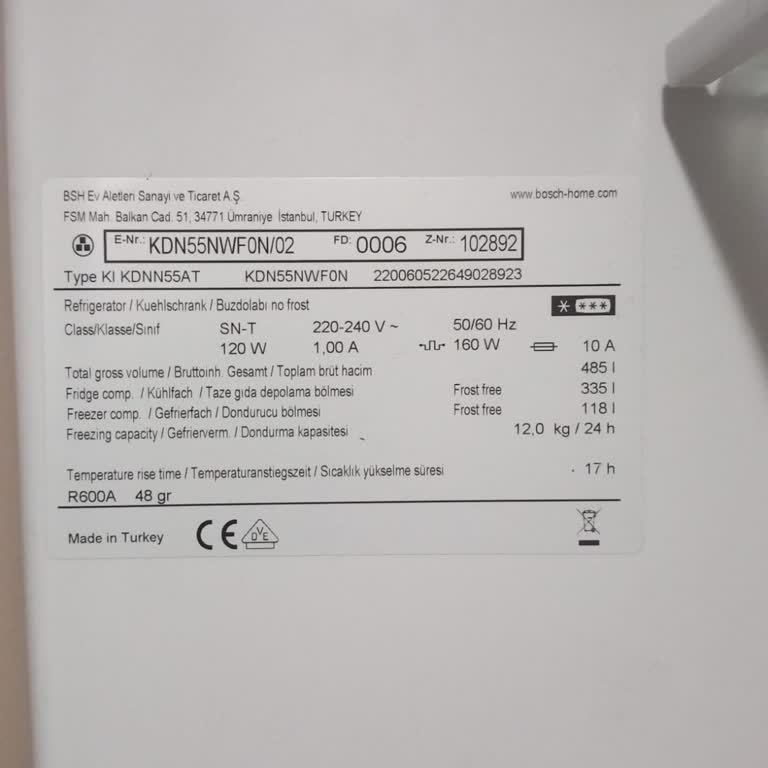 BSH Ev Aletleri Sanayi ve Ticaret A.Ş. www.bosch-home.com
FSM Mah. Balkan Cad. 51, 34771 Ümraniye İstanbul, TURKEY
E-Nr.: KDN55NWF0N/02 FD: 0006 Z-Nr.: 102892
Type KI KDNN55AT KDN55NWF0N 220060522649028923
Refrigerator / Kuehlschrank / Buzdolabı no frost
Class/Klasse/Sınıf SN-T 220-240 V ~ 50/60 Hz
120 W 1,00 A 160 W 10 A
Total gross volume / Bruttoinh. Gesamt / Toplam brüt hacim 485 l
Fridge comp. / Kühlfach / Taze gıda depolama bölmesi Frost free 335 l
Freezer comp. / Gefrierfach / Dondurucu bölmesi Frost free 118 l
Freezing capacity / Gefrierverm. / Dondurma kapasitesi 12,0 kg / 24 h
Temperature rise time / Temperaturanstiegszeit / Sıcaklık yükselme süresi 17 h
R600A 48 gr
Made in Turkey CE DVE